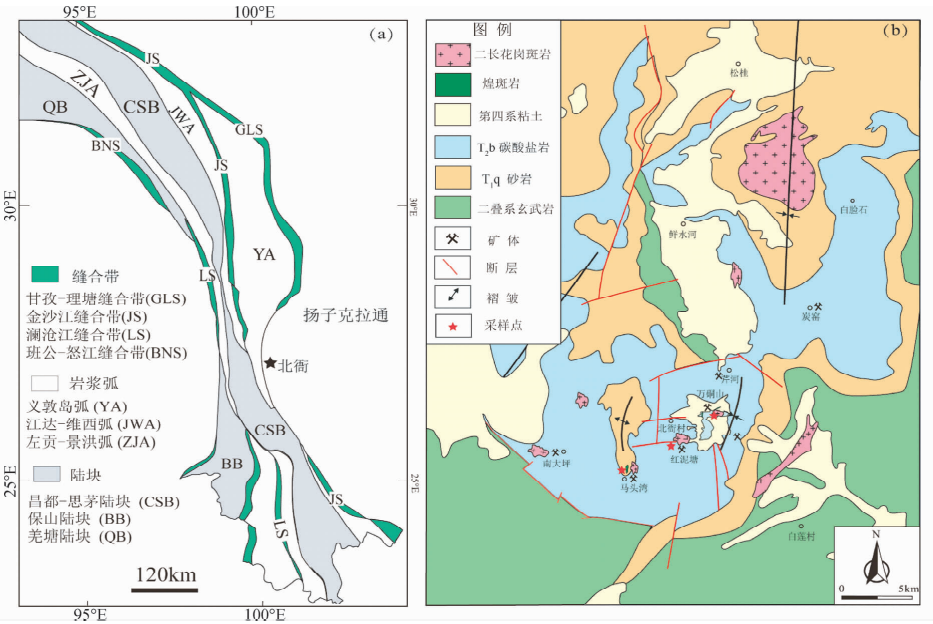 95°E
100°E
(a)
JS
ZJA
CSB
JWA
QB
GLS
BNS
JS
30°E
30°E
YA
LS
缝合带
甘孜-理塘缝合带(GLS)
金沙江缝合带(JS)
澜沧江缝合带(LS)
班公-怒江缝合带(BNS)
扬子克拉通
北衙
岩浆弧
义敦岛弧(YA)
江达-维西弧(JWA)
左贡-景洪弧(ZJA)
CSB
BB
陆块
25°E
25°E
JS
昌都-思茅陆块 (CSB)
保山陆块 (BB)
羌塘陆块 (QB)
LS
120km
95°E
100°E
(b)
图 例
二长花岗斑岩
煌斑岩
第四系粘土
T₂b 碳酸盐岩
T₁q 砂岩
二叠系玄武岩
矿 体
断 层
褶 皱
采样点
松桂
白脸石
鲜水河
炭窑
芹河
万硐山
北衙村
红泥塘
南大坪
马头湾
白莲村
N
0
5km